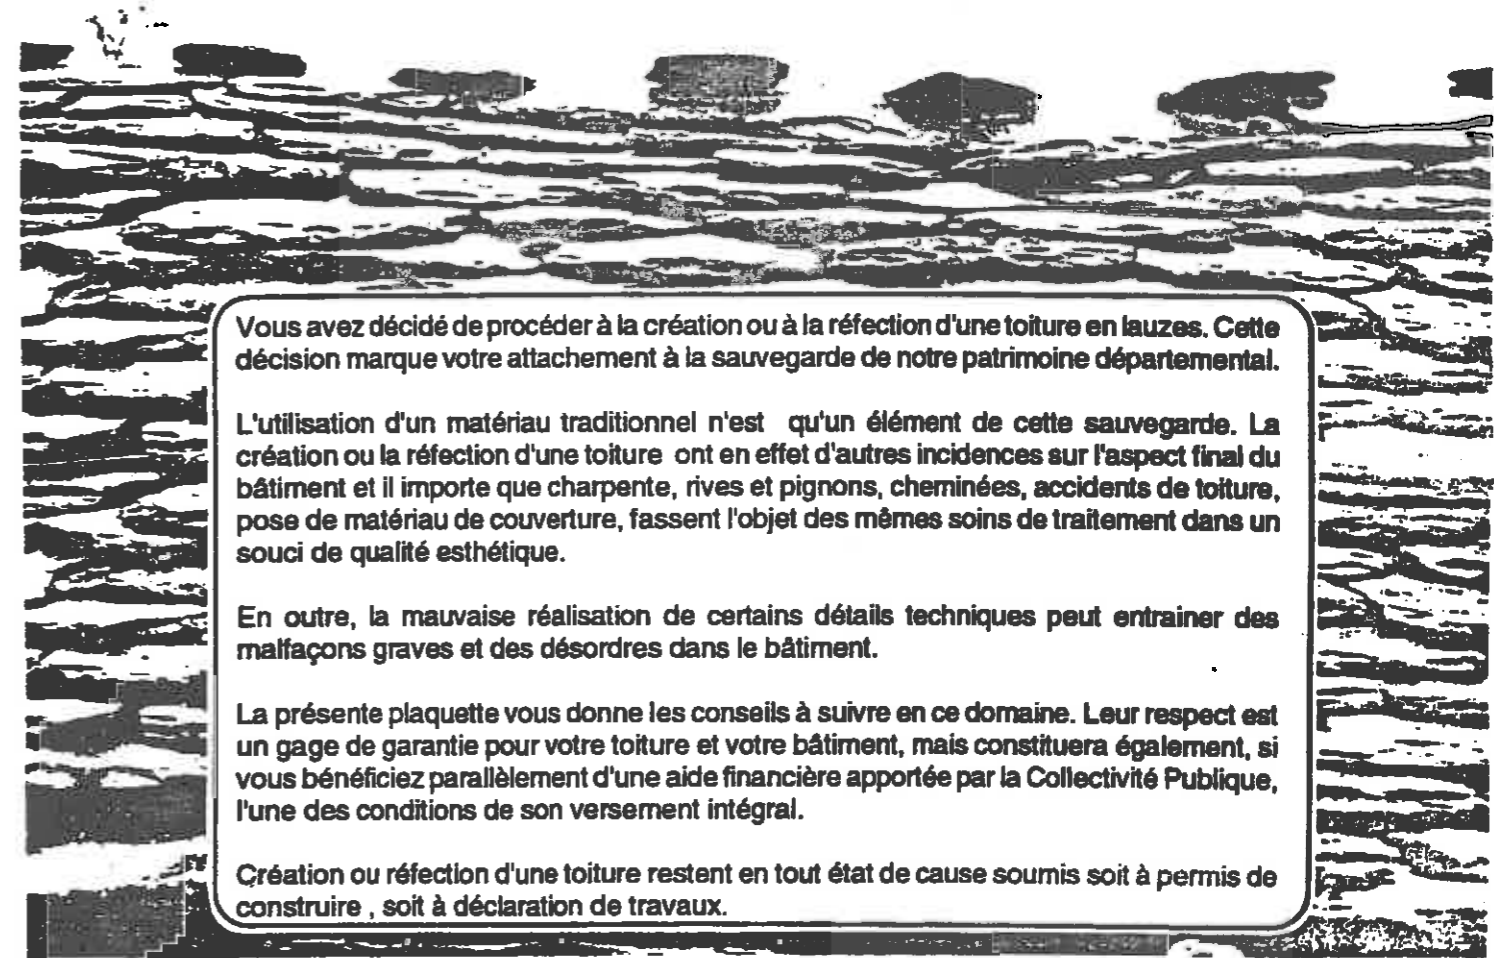 Vous avez décidé de procéder à la création ou à la réfection d'une toiture en lauzes. Cette
décision marque votre attachement à la sauvegarde de notre patrimoine départemental.
L'utilisation d'un matériau traditionnel n'est qu'un élément de cette sauvegarde. La
création ou la réfection d'une toiture ont en effet d'autres incidences sur l'aspect final du
bâtiment et il importe que charpente, rives et pignons, cheminées, accidents de toiture,
pose de matériau de couverture, fassent l'objet des mêmes soins de traitement dans un
souci de qualité esthétique.
En outre, la mauvaise réalisation de certains détails techniques peut entrainer des
malfaçons graves et des désordres dans le bâtiment.
La présente plaquette vous donne les conseils à suivre en ce domaine. Leur respect est
un gage de garantie pour votre toiture et votre bâtiment, mais constituera également, si
vous bénéficiez parallèlement d'une aide financière apportée par la Collectivité Publique,
l'une des conditions de son versement intégral.
Création ou réfection d'une toiture restent en tout état de cause soumis soit à permis de
construire , soit à déclaration de travaux.